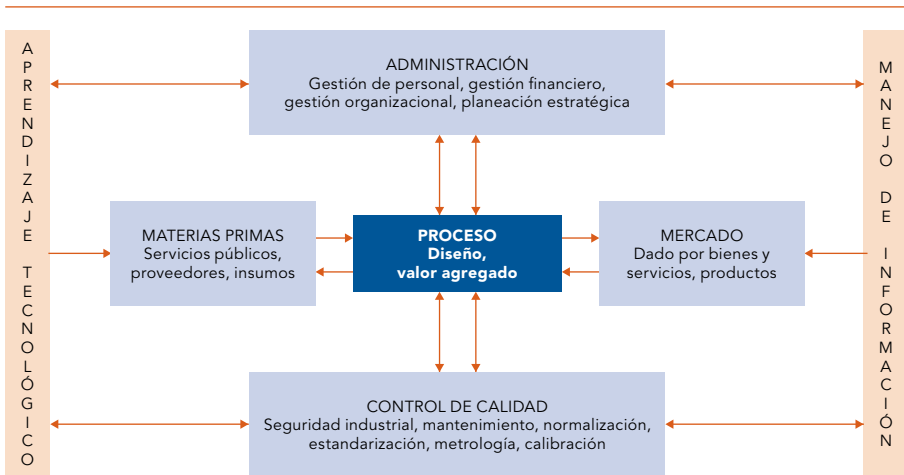 APRENDIZAJE TECNOLÓGICO
ADMINISTRACIÓN
Gestión de personal, gestión financiero,
gestión organizacional, planeación estratégica
MATERIAS PRIMAS
Servicios públicos,
proveedores, insumos
PROCESO
Diseño,
valor agregado
MERCADO
Dado por bienes y
servicios, productos
CONTROL DE CALIDAD
Seguridad industrial, mantenimiento, normalización,
estandarización, metrología, calibración
MANEJO DE INFORMACIÓN